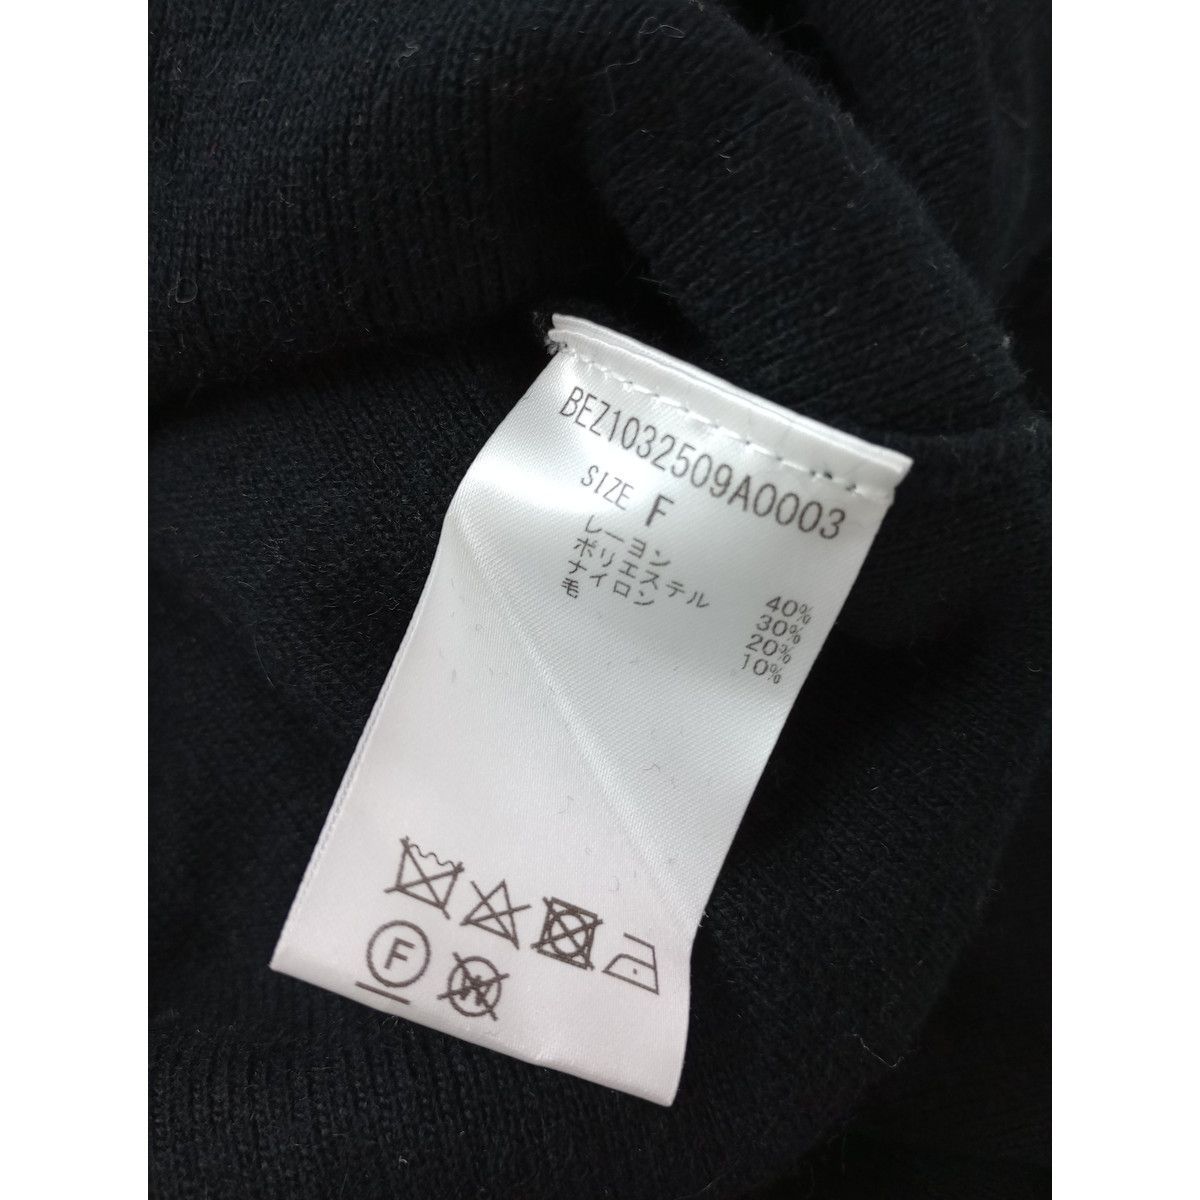 BEZ1032509A0003
SIZE F
レーヨン 40%
ポリエステル 30%
ナイロン 20%
毛 10%
F W